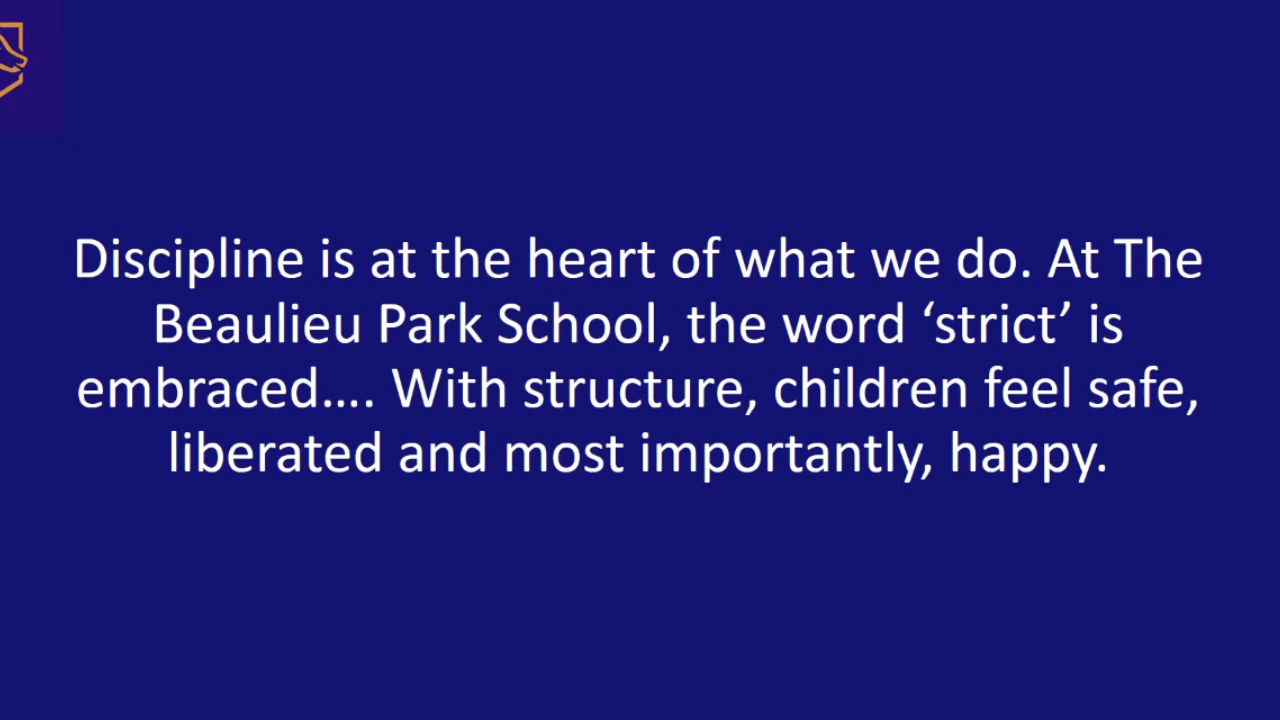 Discipline is at the heart of what we do. At The
Beaulieu Park School, the word ‘strict’ is
embraced.... With structure, children feel safe,
liberated and most importantly, happy.